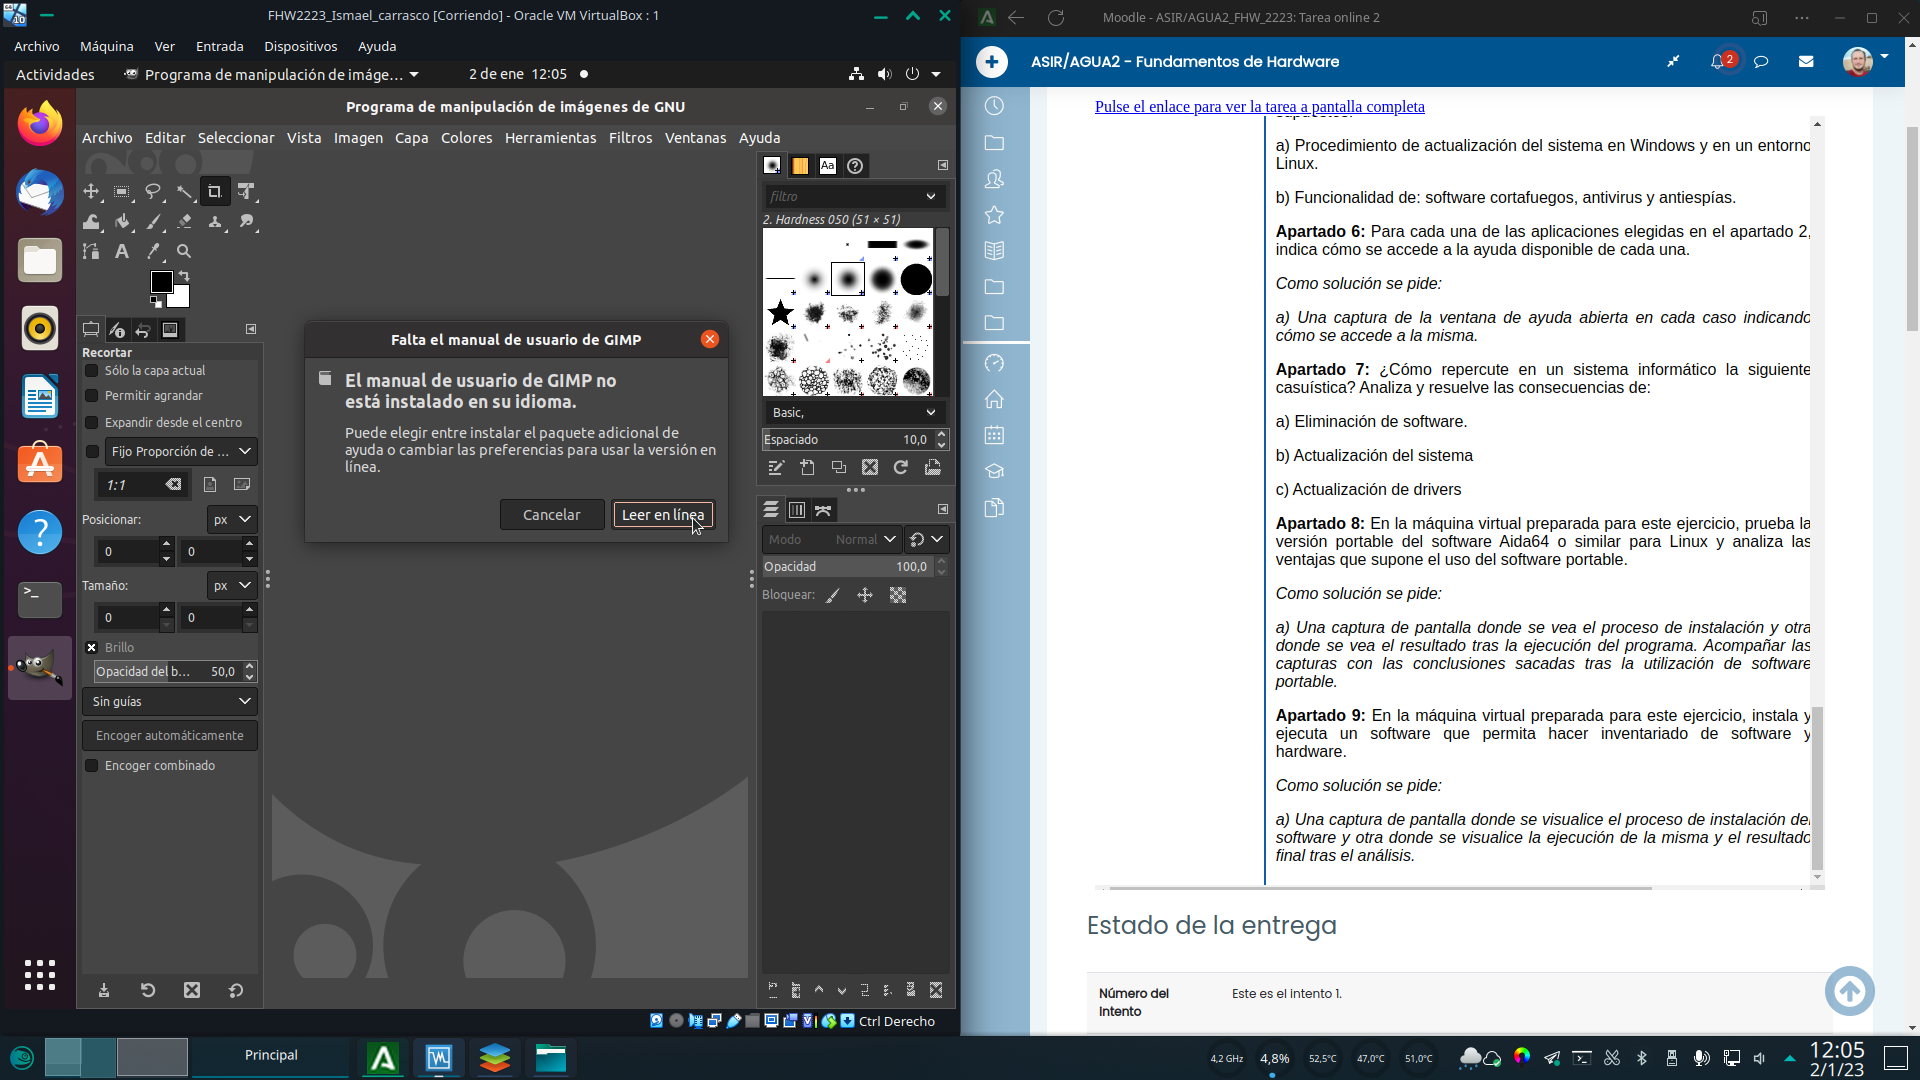 FHW2223_Ismael_carrasco [Corriendo] - Oracle VM VirtualBox : 1
Archivo Máquina Ver Entrada Dispositivos Ayuda
Actividades
Programa de manipulación de imáge...
2 de ene 12:05
Programa de manipulación de imágenes de GNU
Archivo Editar Seleccionar Vista Imagen Capa Colores Herramientas Filtros Ventanas Ayuda
Recortar
Sólo la capa actual
Permitir agrandar
Expandir desde el centro
Fijo Proporción de ...
1:1
Posicionar:
px
0
0
Tamaño:
px
0
0
Brillo
Opacidad del b... 50,0
Sin guías
Encoger automáticamente
Encoger combinado
Falta el manual de usuario de GIMP
El manual de usuario de GIMP no
está instalado en su idioma.
Puede elegir entre instalar el paquete adicional de
ayuda o cambiar las preferencias para usar la versión en
línea.
Cancelar
Leer en línea
Aa
filtro
2. Hardness 050 (51 × 51)
Basic,
Espaciado 10,0
Modo Normal
Opacidad 100,0
Bloquear:
Ctrl Derecho
Moodle - ASIR/AGUA2_FHW_2223: Tarea online 2
ASIR/AGUA2 - Fundamentos de Hardware
2
Pulse el enlace para ver la tarea a pantalla completa
supuestos:
a) Procedimiento de actualización del sistema en Windows y en un entorno
Linux.
b) Funcionalidad de: software cortafuegos, antivirus y antiespías.
Apartado 6: Para cada una de las aplicaciones elegidas en el apartado 2,
indica cómo se accede a la ayuda disponible de cada una.
Como solución se pide:
a) Una captura de la ventana de ayuda abierta en cada caso indicando
cómo se accede a la misma.
Apartado 7: ¿Cómo repercute en un sistema informático la siguiente
casuística? Analiza y resuelve las consecuencias de:
a) Eliminación de software.
b) Actualización del sistema
c) Actualización de drivers
Apartado 8: En la máquina virtual preparada para este ejercicio, prueba la
versión portable del software Aida64 o similar para Linux y analiza las
ventajas que supone el uso del software portable.
Como solución se pide:
a) Una captura de pantalla donde se vea el proceso de instalación y otra
donde se vea el resultado tras la ejecución del programa. Acompañar las
capturas con las conclusiones sacadas tras la utilización de software
portable.
Apartado 9: En la máquina virtual preparada para este ejercicio, instala y
ejecuta un software que permita hacer inventariado de software y
hardware.
Como solución se pide:
a) Una captura de pantalla donde se visualice el proceso de instalación del
software y otra donde se visualice la ejecución de la misma y el resultado
final tras el análisis.
Estado de la entrega
Número del
Intento
Este es el intento 1.
Principal
4,2 GHz
4,8%
52,5°C
47,0°C
51,0°C
12:05
2/1/23